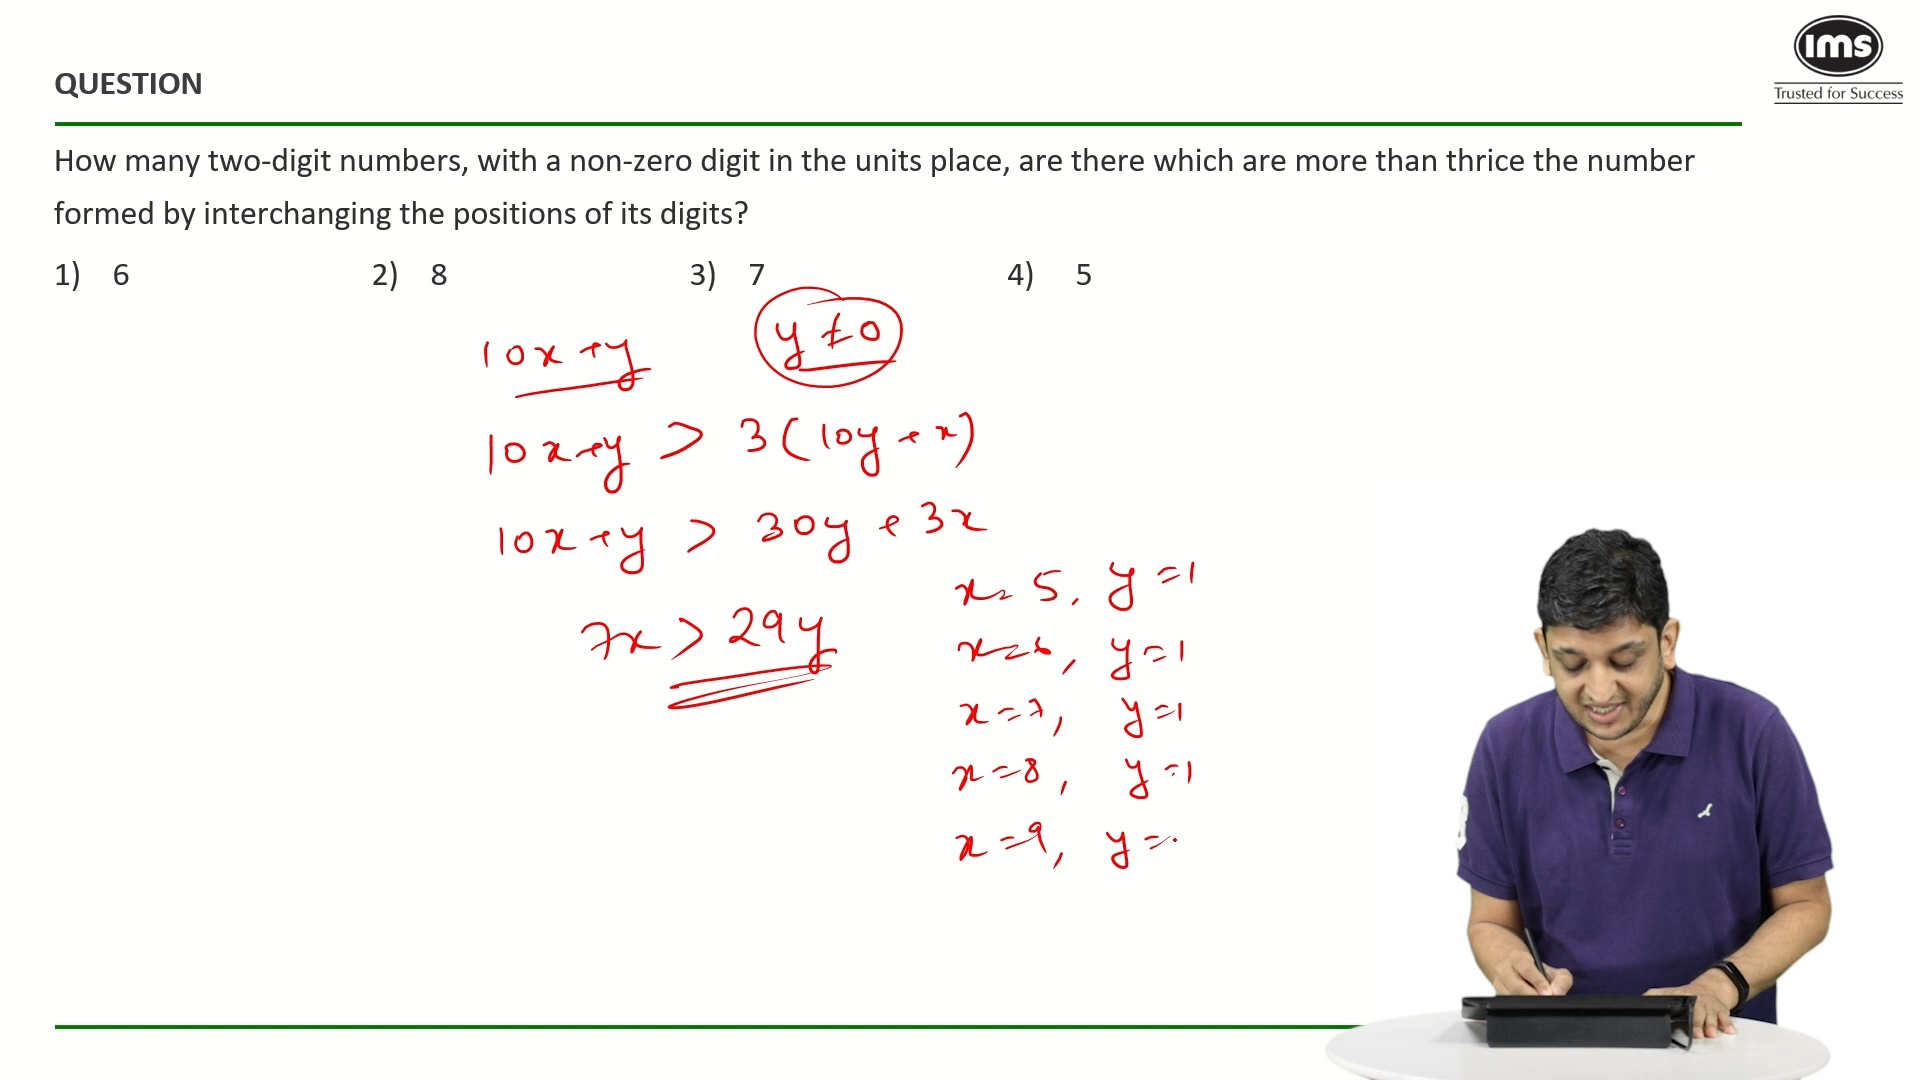 ims
Trusted for Success
QUESTION
How many two-digit numbers, with a non-zero digit in the units place, are there which are more than thrice the number
formed by interchanging the positions of its digits?
1) 6 2) 8 3) 7 4) 5
10x+y y≠0
10x+y > 3(10y+x)
10x+y > 30y+3x
7x > 29y
x=5, y=1
x=6, y=1
x=7, y=1
x=8, y=1
x=9, y=